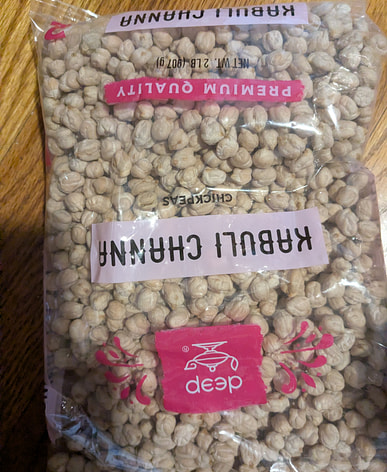 deep
®
KABULI CHANNA
CHICKPEAS
PREMIUM QUALITY
NET WT. 2 LB (907 g)
KABULI CHANNA